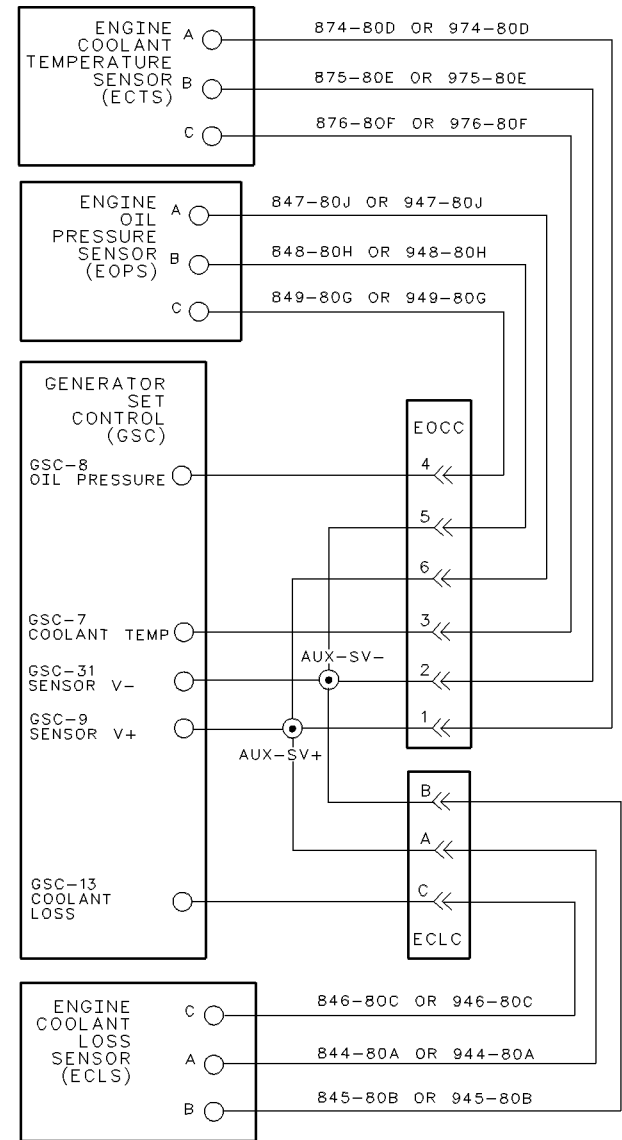 ENGINE
COOLANT
TEMPERATURE
SENSOR
(ECTS)
A
B
C
874-80D OR 974-80D
875-80E OR 975-80E
876-80F OR 976-80F
ENGINE
OIL
PRESSURE
SENSOR
(EOPS)
A
B
C
847-80J OR 947-80J
848-80H OR 948-80H
849-80G OR 949-80G
GENERATOR
SET
CONTROL
(GSC)
GSC-8
OIL PRESSURE
GSC-7
COOLANT TEMP
GSC-31
SENSOR V-
GSC-9
SENSOR V+
GSC-13
COOLANT
LOSS
AUX-SV-
AUX-SV+
EOCC
4
5
6
3
2
1
B
A
C
ECLC
ENGINE
COOLANT
LOSS
SENSOR
(ECLS)
C
A
B
846-80C OR 946-80C
844-80A OR 944-80A
845-80B OR 945-80B